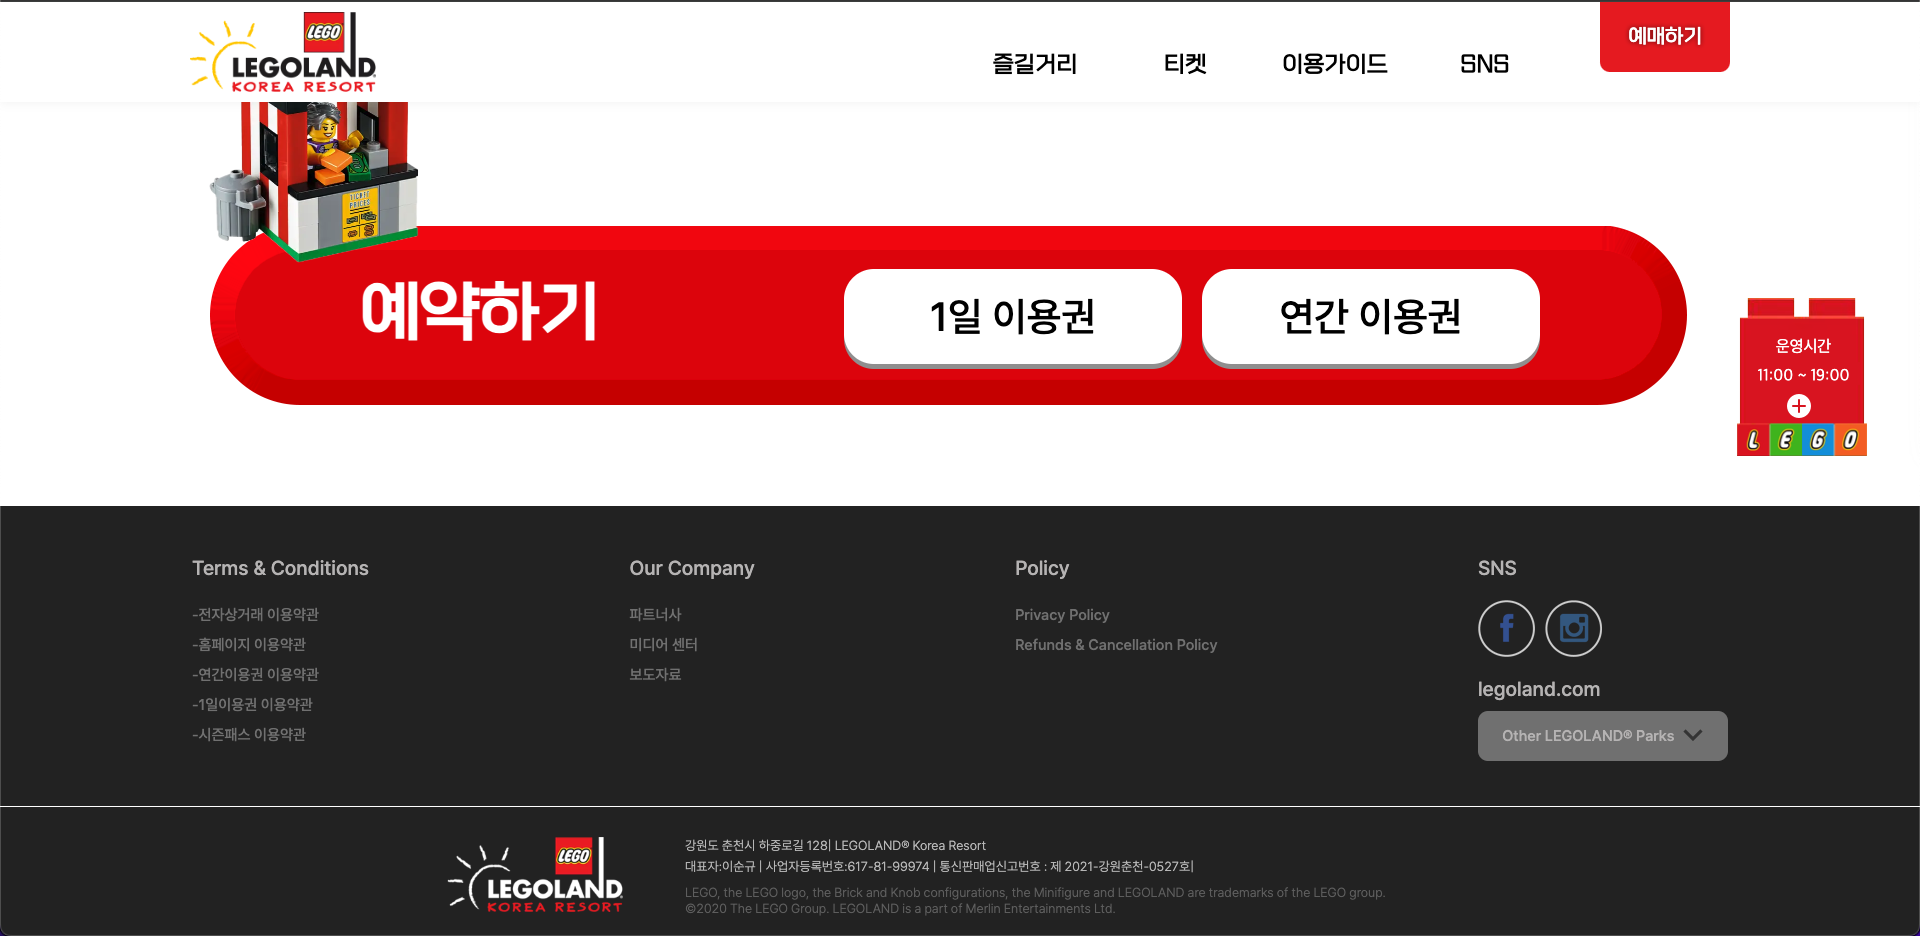 LEGO
LEGOLAND
KOREA RESORT
즐길거리
티켓
이용가이드
SNS
예매하기
TICKET
PRICES
예약하기
1일 이용권
연간 이용권
운영시간
11:00 ~ 19:00
LEGO
Terms & Conditions
-전자상거래 이용약관
-홈페이지 이용약관
-연간이용권 이용약관
-1일이용권 이용약관
-시즌패스 이용약관
Our Company
파트너사
미디어 센터
보도자료
Policy
Privacy Policy
Refunds & Cancellation Policy
SNS
legoland.com
Other LEGOLAND® Parks
LEGO
LEGOLAND
KOREA RESORT
강원도 춘천시 하중로길 128| LEGOLAND® Korea Resort
대표자:이순규 | 사업자등록번호:617-81-99974 | 통신판매업신고번호 : 제 2021-강원춘천-0527호|
LEGO, the LEGO logo, the Brick and Knob configurations, the Minifigure and LEGOLAND are trademarks of the LEGO group.
©2020 The LEGO Group. LEGOLAND is a part of Merlin Entertainments Ltd.